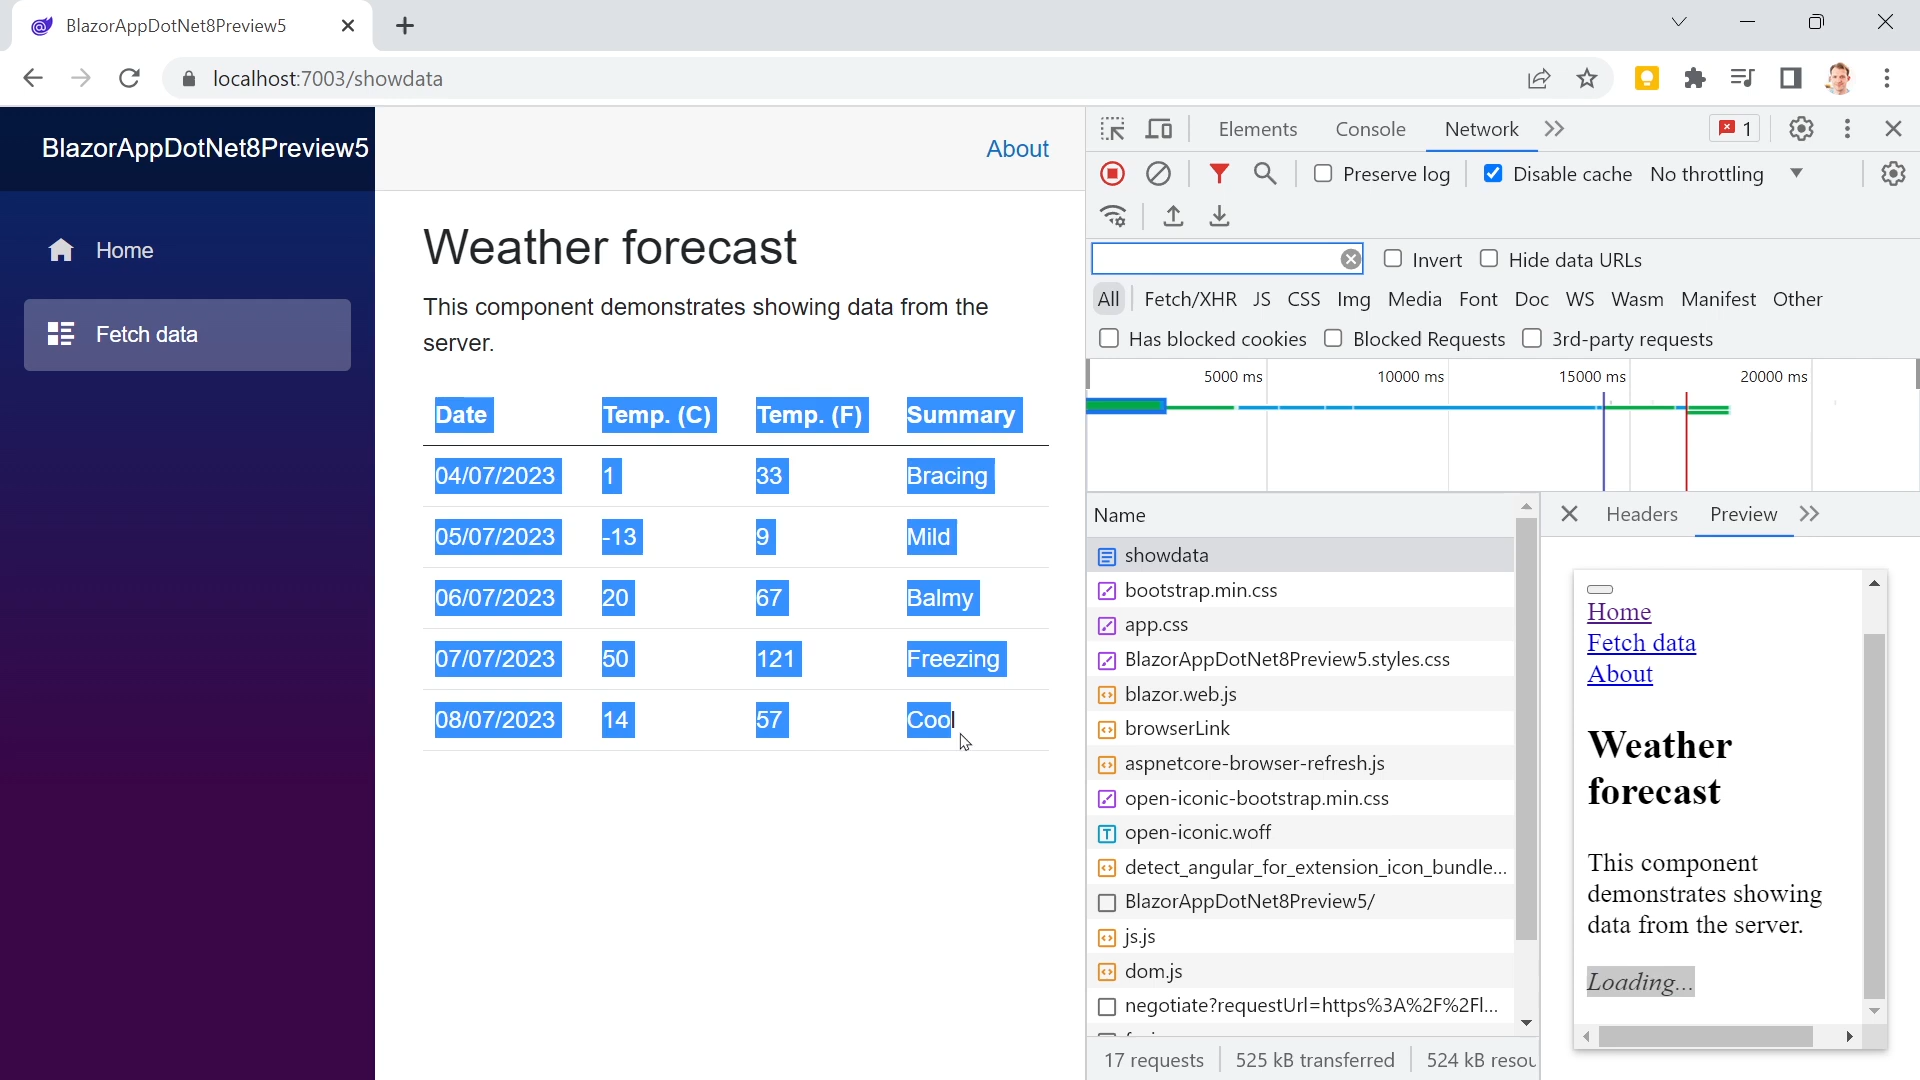 BlazorAppDotNet8Preview5
localhost:7003/showdata
BlazorAppDotNet8Preview5
About
Home
Fetch data
Weather forecast
This component demonstrates showing data from the
server.
Date Temp. (C) Temp. (F) Summary
04/07/2023 1 33 Bracing
05/07/2023 -13 9 Mild
06/07/2023 20 67 Balmy
07/07/2023 50 121 Freezing
08/07/2023 14 57 Cool
Elements Console Network 1
Preserve log Disable cache No throttling
Invert Hide data URLs
All Fetch/XHR JS CSS Img Media Font Doc WS Wasm Manifest Other
Has blocked cookies Blocked Requests 3rd-party requests
5000 ms 10000 ms 15000 ms 20000 ms
Name
showdata
bootstrap.min.css
app.css
BlazorAppDotNet8Preview5.styles.css
blazor.web.js
browserLink
aspnetcore-browser-refresh.js
open-iconic-bootstrap.min.css
open-iconic.woff
detect_angular_for_extension_icon_bundle...
BlazorAppDotNet8Preview5/
js.js
dom.js
negotiate?requestUrl=https%3A%2F%2Fl...
17 requests 525 kB transferred 524 kB resou
Headers Preview
Home
Fetch data
About
Weather
forecast
This component
demonstrates showing
data from the server.
Loading...